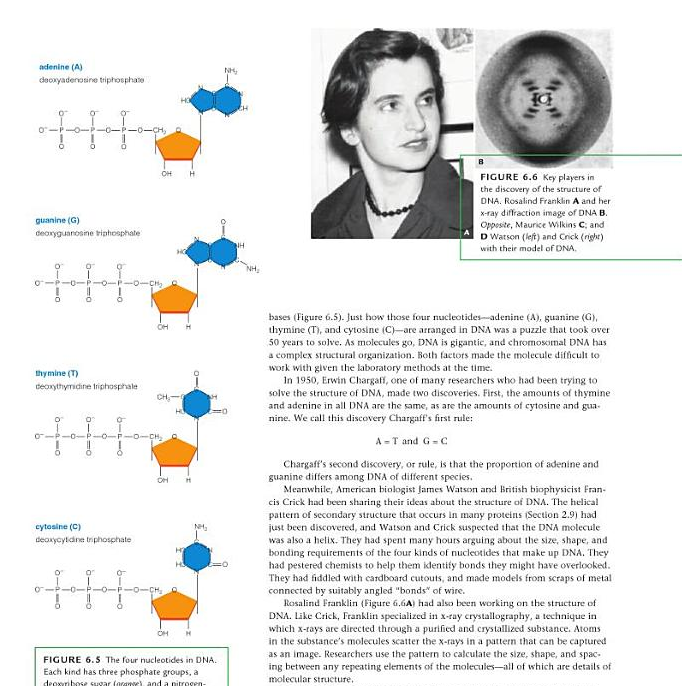 adenine (A)
deoxyadenosine triphosphate
guanine (G)
deoxyguanosine triphosphate
thymine (T)
deoxythymidine triphosphate
cytosine (C)
deoxycytidine triphosphate
FIGURE 6.5 The four nucleotides in DNA.
Each kind has three phosphate groups, a
deoxyribose sugar (orange), and a nitrogen-
A
B
FIGURE 6.6 Key players in
the discovery of the structure of
DNA. Rosalind Franklin A and her
x-ray diffraction image of DNA B.
Opposite, Maurice Wilkins C; and
D Watson (left) and Crick (right)
with their model of DNA.
bases (Figure 6.5). Just how those four nucleotides—adenine (A), guanine (G),
thymine (T), and cytosine (C)—are arranged in DNA was a puzzle that took over
50 years to solve. As molecules go, DNA is gigantic, and chromosomal DNA has
a complex structural organization. Both factors made the molecule difficult to
work with given the laboratory methods at the time.
In 1950, Erwin Chargaff, one of many researchers who had been trying to
solve the structure of DNA, made two discoveries. First, the amounts of thymine
and adenine in all DNA are the same, as are the amounts of cytosine and gua-
nine. We call this discovery Chargaff's first rule:
A = T and G = C
Chargaff's second discovery, or rule, is that the proportion of adenine and
guanine differs among DNA of different species.
Meanwhile, American biologist James Watson and British biophysicist Fran-
cis Crick had been sharing their ideas about the structure of DNA. The helical
pattern of secondary structure that occurs in many proteins (Section 2.9) had
just been discovered, and Watson and Crick suspected that the DNA molecule
was also a helix. They had spent many hours arguing about the size, shape, and
bonding requirements of the four kinds of nucleotides that make up DNA. They
had pestered chemists to help them identify bonds they might have overlooked.
They had fiddled with cardboard cutouts, and made models from scraps of metal
connected by suitably angled "bonds" of wire.
Rosalind Franklin (Figure 6.6A) had also been working on the structure of
DNA. Like Crick, Franklin specialized in x-ray crystallography, a technique in
which x-rays are directed through a purified and crystallized substance. Atoms
in the substance's molecules scatter the x-rays in a pattern that can be captured
as an image. Researchers use the pattern to calculate the size, shape, and spac-
ing between any repeating elements of the molecules—all of which are details of
molecular structure.